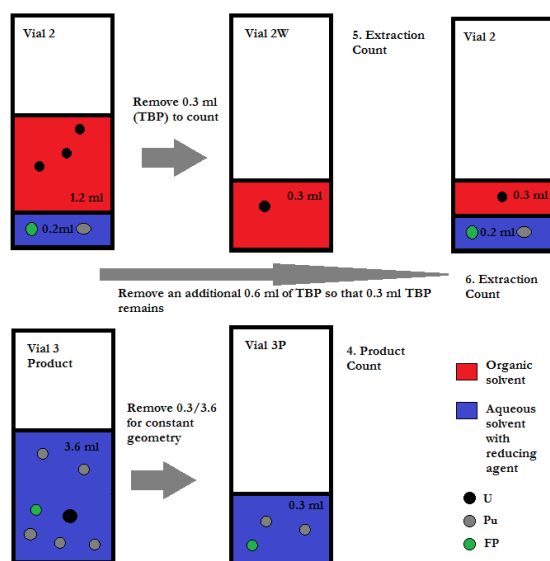 Vial 2
Vial 2W
5. Extraction
Count
Vial 2
Remove 0.3 ml
(TBP) to count
1.2 ml
0.2ml
0.3 ml
0.3 ml
0.2 ml
Remove an additional 0.6 ml of TBP so that 0.3 ml TBP
remains
6. Extraction
Count
Vial 3
Product
Vial 3P
4. Product
Count
Remove 0.3/3.6
for constant
geometry
3.6 ml
0.3 ml
Organic
solvent
Aqueous
solvent
with
reducing
agent
U
Pu
FP